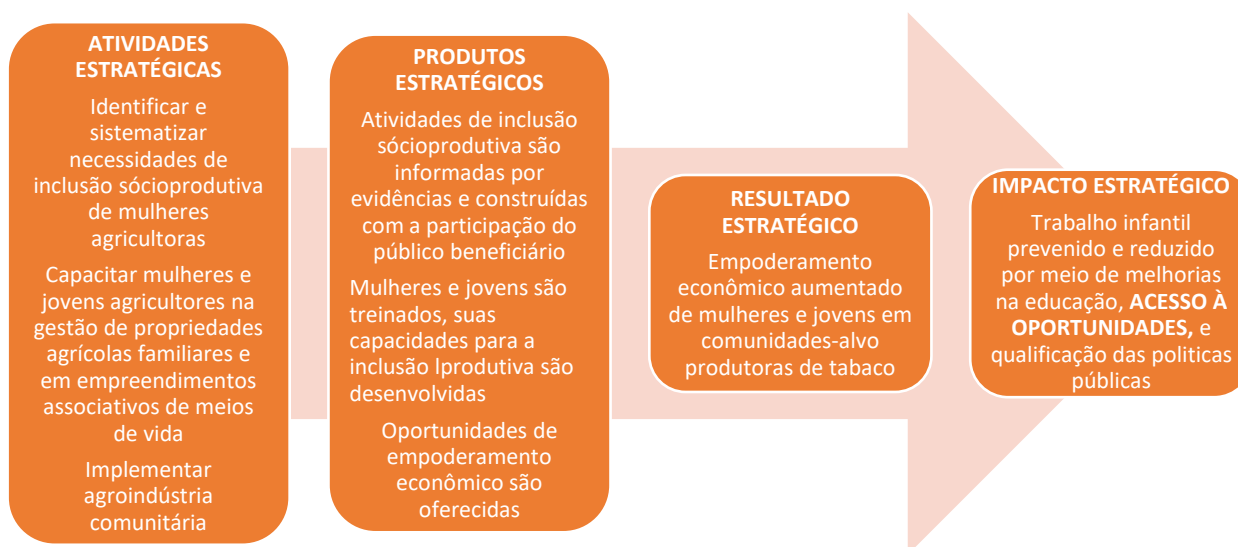 ATIVIDADES
ESTRATÉGICAS
Identificar e
sistematizar
necessidades de
inclusão sócioprodutiva
de mulheres
agricultoras
Capacitar mulheres e
jovens agricultores na
gestão de propriedades
agrícolas familiares e
em empreendimentos
associativos de meios
de vida
Implementar
agroindústria
comunitária
PRODUTOS
ESTRATÉGICOS
Atividades de inclusão
sócioprodutiva são
informadas por
evidências e construídas
com a participação do
público beneficiário
Mulheres e jovens são
treinados, suas
capacidades para a
inclusão lprodutiva são
desenvolvidas
Oportunidades de
empoderamento
econômico são
oferecidas
RESULTADO
ESTRATÉGICO
Empoderamento
econômico aumentado
de mulheres e jovens em
comunidades-alvo
produtoras de tabaco
IMPACTO ESTRATÉGICO
Trabalho infantil
prevenido e reduzido
por meio de melhorias
na educação, ACESSO À
OPORTUNIDADES, e
qualificação das politicas
públicas